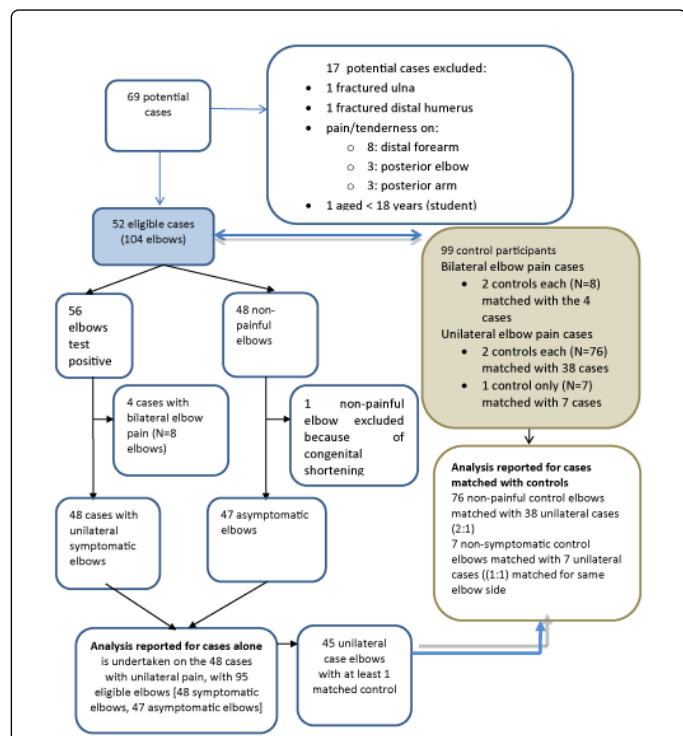 17 potential cases excluded:
• 1 fractured ulna
• 1 fractured distal humerus
• pain/tenderness on:
o 8: distal forearm
o 3: posterior elbow
o 3: posterior arm
• 1 aged < 18 years (student)
69 potential
cases
52 eligible cases
(104 elbows)
99 control participants
Bilateral elbow pain cases
• 2 controls each (N=8)
matched with the 4
cases
Unilateral elbow pain cases
• 2 controls each (N=76)
matched with 38 cases
• 1 control only (N=7)
matched with 7 cases
56
elbows
test
positive
48 non-
painful elbows
4 cases with
bilateral elbow
pain (N=8
elbows)
1 non-painful
elbow excluded
because of
congenital
shortening
48 cases with
unilateral
symptomatic
elbows
47 asymptomatic
elbows
Analysis reported for cases
matched with controls
76 non-painful control elbows
matched with 38 unilateral cases
(2:1)
7 non-symptomatic control
elbows matched with 7 unilateral
cases ((1:1) matched for same
elbow side
Analysis reported for cases alone
is undertaken on the 48 cases
with unilateral pain, with 95
eligible elbows [48 symptomatic
elbows, 47 asymptomatic elbows]
45 unilateral
case elbows
with at least 1
matched control